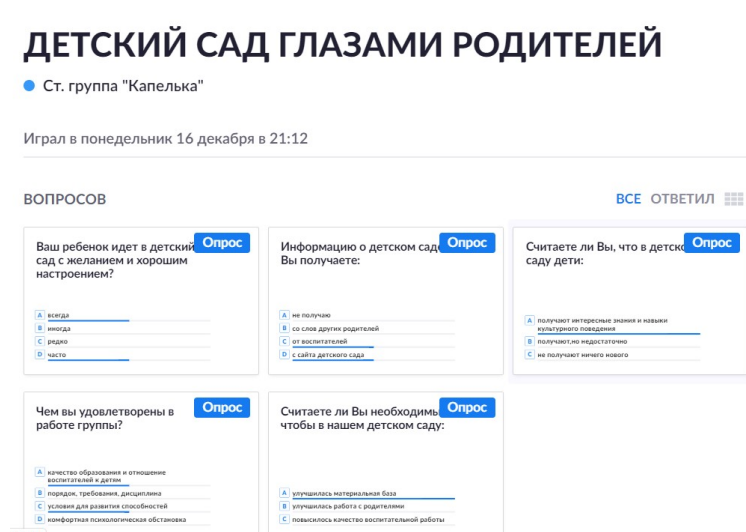 ДЕТСКИЙ САД ГЛАЗАМИ РОДИТЕЛЕЙ
Ст. группа "Капелька"
Играл в понедельник 16 декабря в 21:12
ВОПРОСОВ
ВСЕ ОТВЕТИЛ
Опрос
Ваш ребенок идет в детский
сад с желанием и хорошим
настроением?
A всегда
B иногда
C редко
D часто
Опрос
Информацию о детском
Вы получаете:
A не получаю
B со слов других родителей
C от воспитателей
D с сайта детского сада
Опрос
Считаете ли Вы, что в
саду дети:
A получают интересные знания и навыки
культурного поведения
B получают,но недостаточно
C не получают ничего нового
Опрос
Чем вы удовлетворены в
работе группы?
A качество образования и отношение
воспитателей к детям
B порядок, требования, дисциплина
C условия для развития способностей
D комфортная психологическая обстановка
Опрос
Считаете ли Вы
чтобы в нашем детском саду:
A улучшилась материальная база
B улучшилась работа с родителями
C повысилось качество воспитательной работы